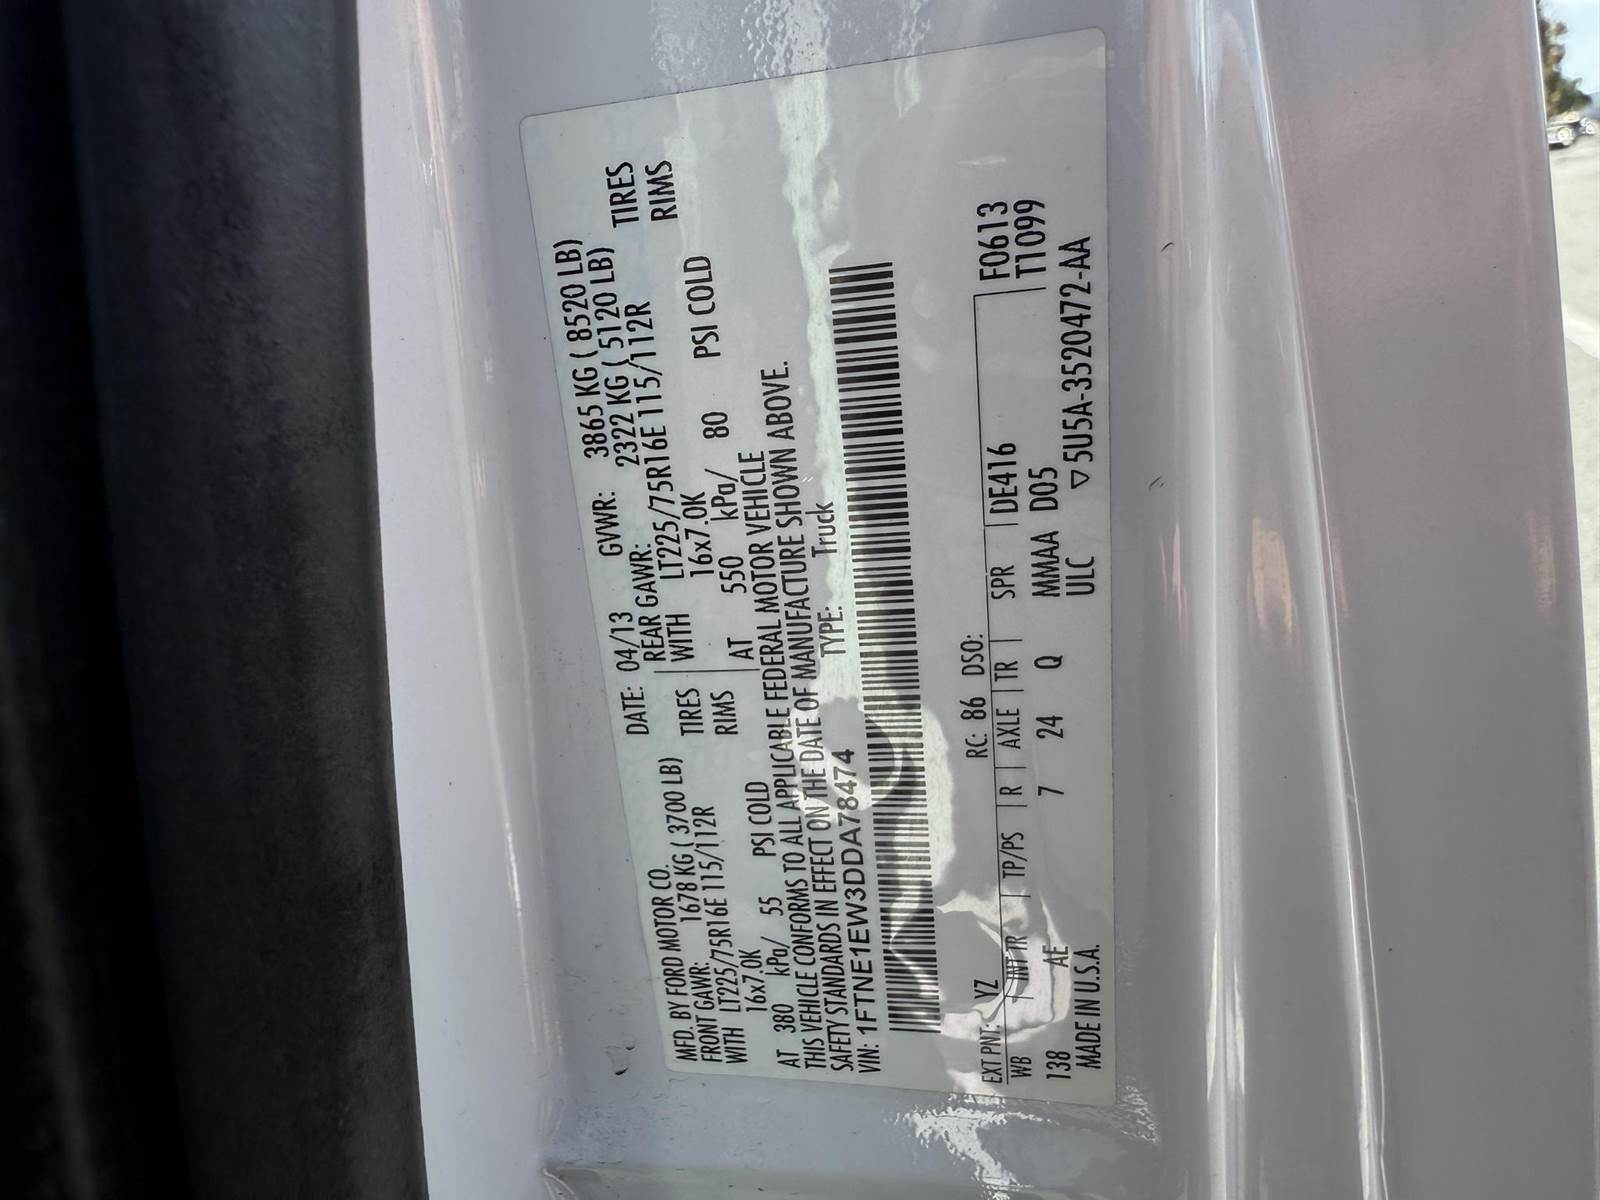 MFD. BY FORD MOTOR CO.
DATE: 04/13 GVWR: 3865 KG ( 8520 LB)
FRONT GAWR: 1678 KG ( 3700 LB) REAR GAWR: 2322 KG ( 5120 LB)
WITH LT225/75R16E 115/112R TIRES WITH LT225/75R16E 115/112R TIRES
16x7.0K RIMS 16x7.0K RIMS
AT 380 kPa/ 55 PSI COLD AT 550 kPa/ 80 PSI COLD
THIS VEHICLE CONFORMS TO ALL APPLICABLE FEDERAL MOTOR VEHICLE
SAFETY STANDARDS IN EFFECT ON THE DATE OF MANUFACTURE SHOWN ABOVE.
VIN: 1FTNE1EW3DDA78474 TYPE: Truck
EXT PNT: YZ RC: 86 DSO: F0613
WB INT TR TP/PS R AXLE TR SPR DE416 T1099
138 AE 7 24 Q MMAA D05
MADE IN U.S.A. ULC ▽5U5A-3520472-AA